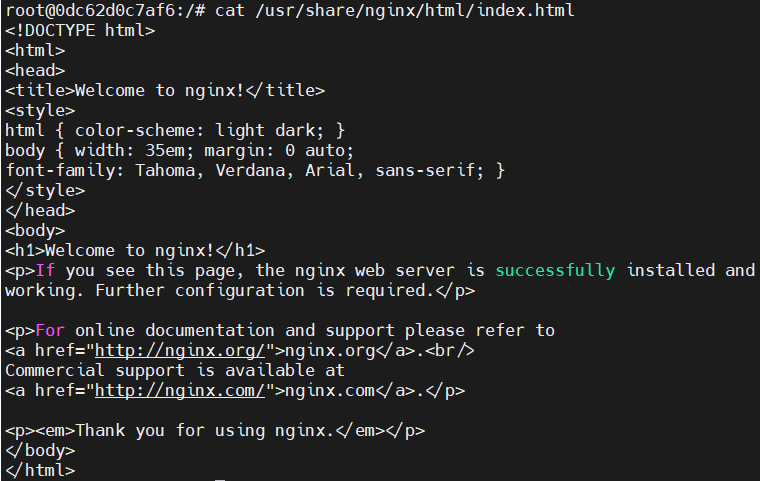 root@0dc62d0c7af6:/# cat /usr/share/nginx/html/index.html
<!DOCTYPE html>
<html>
<head>
<title>Welcome to nginx!</title>
<style>
html { color-scheme: light dark; }
body { width: 35em; margin: 0 auto;
font-family: Tahoma, Verdana, Arial, sans-serif; }
</style>
</head>
<body>
<h1>Welcome to nginx!</h1>
<p>If you see this page, the nginx web server is successfully installed and
working. Further configuration is required.</p>

<p>For online documentation and support please refer to
<a href="http://nginx.org/">nginx.org</a>.<br/>
Commercial support is available at
<a href="http://nginx.com/">nginx.com</a>.</p>

<p><em>Thank you for using nginx.</em></p>
</body>
</html>